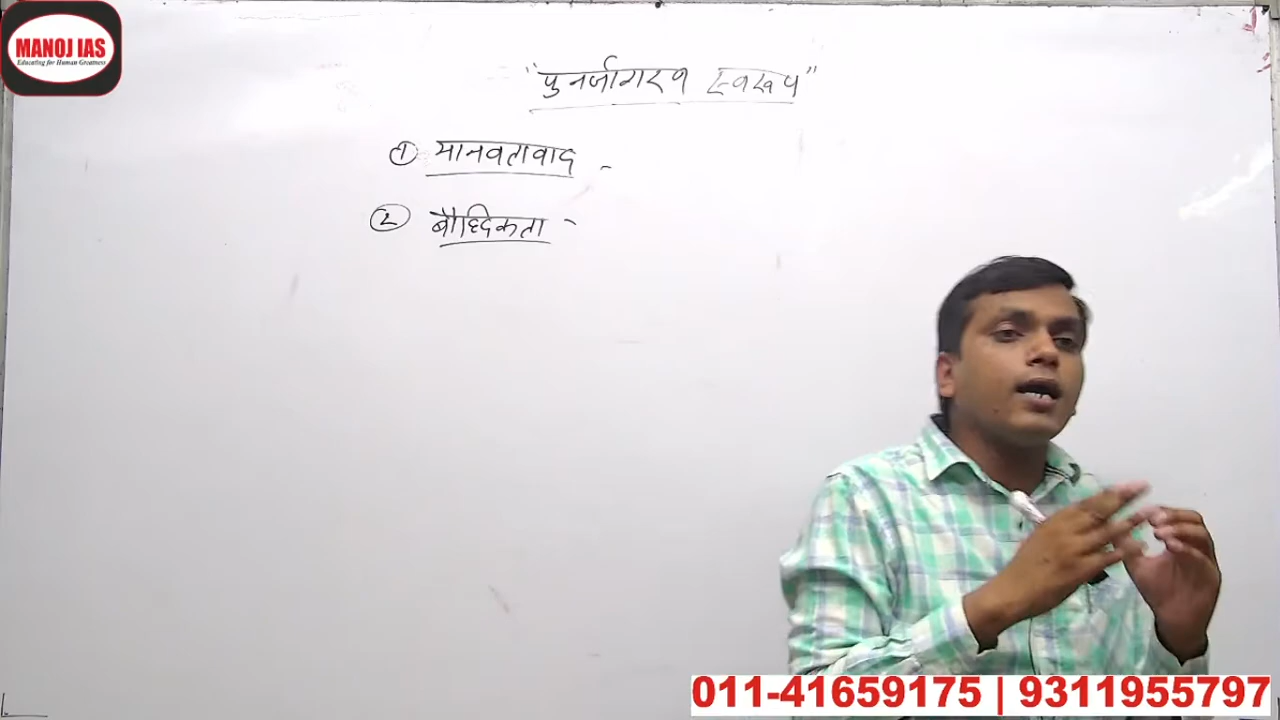 MANOJ IAS
Educating for Human Greatness
"पुनर्जागरण स्वरूप"
① मानवतावाद -
② बौद्धिकता -
011-41659175 | 9311955797